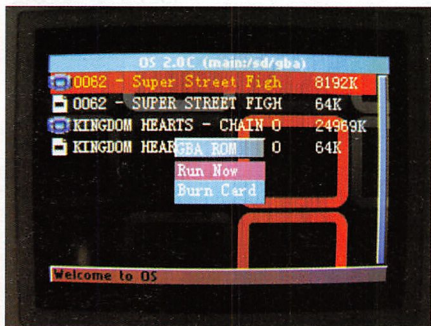 OS 2.0C (main:/sd/gba)
0062 - Super Street Figh 8192K
0062 - SUPER STREET FIGH 64K
KINGDOM HEARTS - CHAIN O 24969K
KINGDOM HEAR O 64K
GBA ROM
Run Now
Burn Card
Welcome to OS